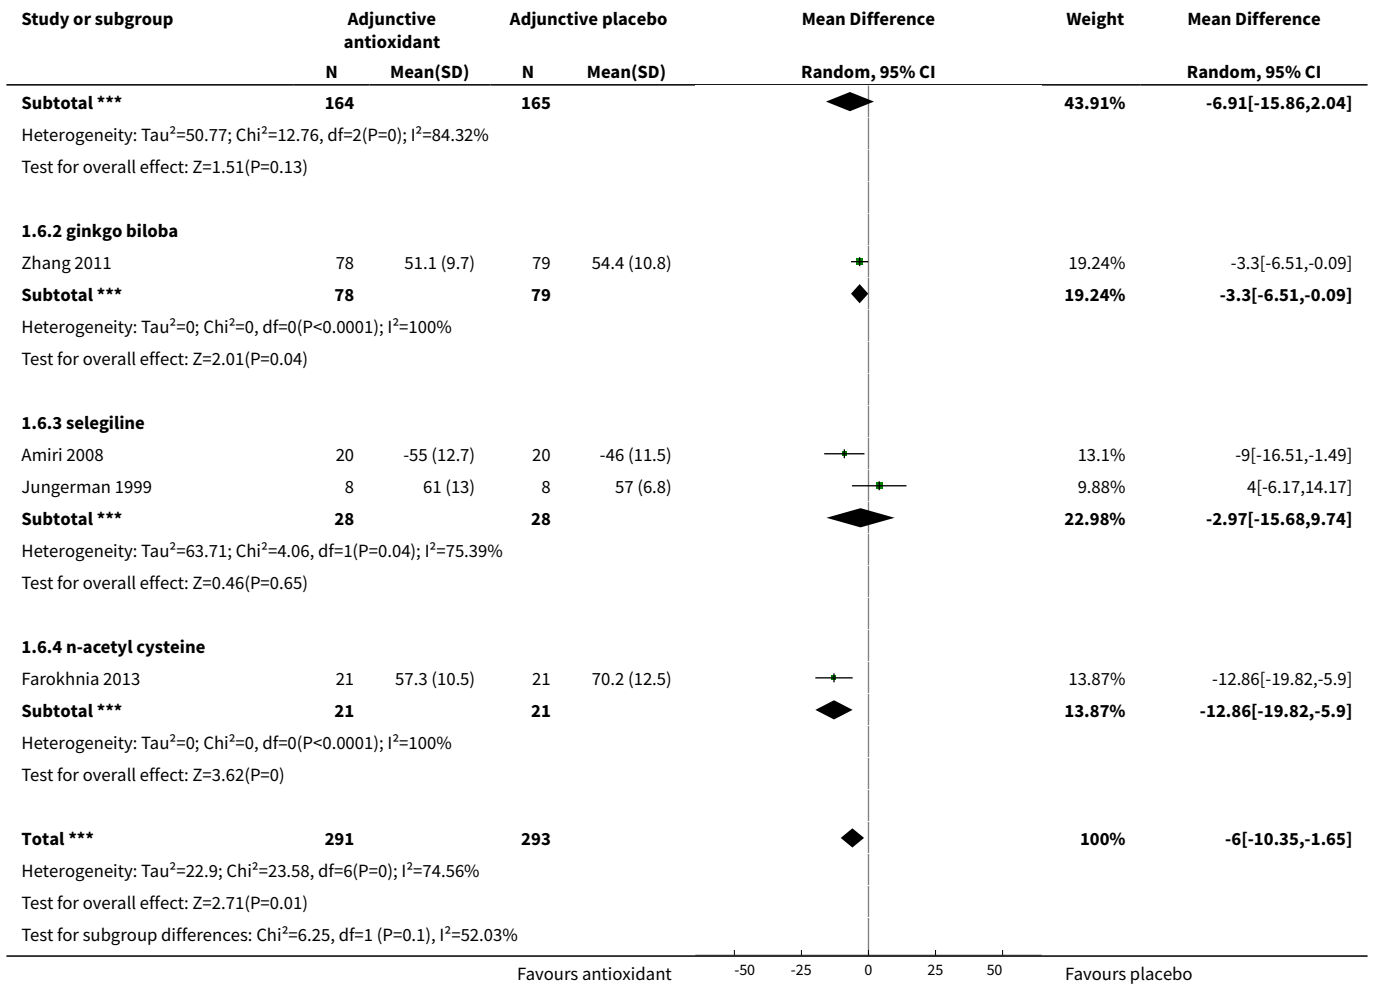 Study or subgroup Adjunctive antioxidant Adjunctive placebo Mean Difference Weight Mean Difference
N Mean(SD) N Mean(SD) Random, 95% CI Random, 95% CI
Subtotal *** 164 165 43.91% -6.91[-15.86,2.04]
Heterogeneity: Tau²=50.77; Chi²=12.76, df=2(P=0); I²=84.32%
Test for overall effect: Z=1.51(P=0.13)
1.6.2 ginkgo biloba
Zhang 2011 78 51.1 (9.7) 79 54.4 (10.8) 19.24% -3.3[-6.51,-0.09]
Subtotal *** 78 79 19.24% -3.3[-6.51,-0.09]
Heterogeneity: Tau²=0; Chi²=0, df=0(P<0.0001); I²=100%
Test for overall effect: Z=2.01(P=0.04)
1.6.3 selegiline
Amiri 2008 20 -55 (12.7) 20 -46 (11.5) 13.1% -9[-16.51,-1.49]
Jungerman 1999 8 61 (13) 8 57 (6.8) 9.88% 4[-6.17,14.17]
Subtotal *** 28 28 22.98% -2.97[-15.68,9.74]
Heterogeneity: Tau²=63.71; Chi²=4.06, df=1(P=0.04); I²=75.39%
Test for overall effect: Z=0.46(P=0.65)
1.6.4 n-acetyl cysteine
Farokhnia 2013 21 57.3 (10.5) 21 70.2 (12.5) 13.87% -12.86[-19.82,-5.9]
Subtotal *** 21 21 13.87% -12.86[-19.82,-5.9]
Heterogeneity: Tau²=0; Chi²=0, df=0(P<0.0001); I²=100%
Test for overall effect: Z=3.62(P=0)
Total *** 291 293 100% -6[-10.35,-1.65]
Heterogeneity: Tau²=22.9; Chi²=23.58, df=6(P=0); I²=74.56%
Test for overall effect: Z=2.71(P=0.01)
Test for subgroup differences: Chi²=6.25, df=1 (P=0.1), I²=52.03%
Favours antioxidant -50 -25 0 25 50 Favours placebo